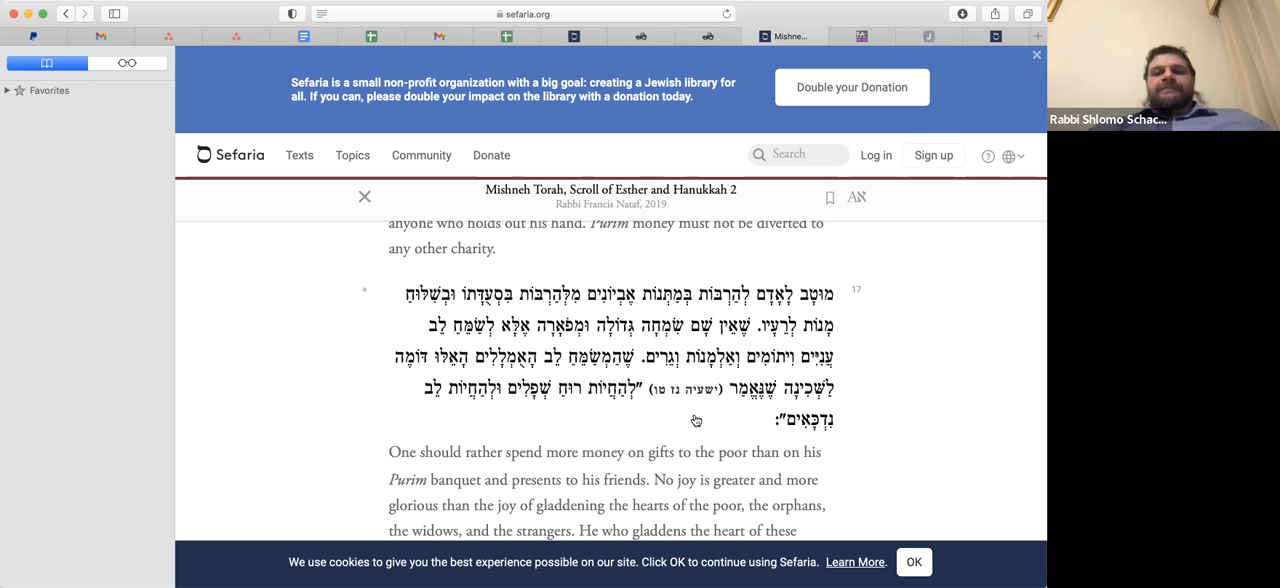 sefaria.org
Mishne...
Favorites
Sefaria is a small non-profit organization with a big goal: creating a Jewish library for
all. If you can, please double your impact on the library with a donation today.
Double your Donation
Sefaria
Texts
Topics
Community
Donate
Search
Log in
Sign up
Mishneh Torah, Scroll of Esther and Hanukkah 2
Rabbi Francis Nataf, 2019
אA
anyone who holds out his hand. Purim money must not be diverted to
any other charity.
17
מוּטָב לָאָדָם לְהַרְבּוֹת בְּמַתְּנוֹת אֶבְיוֹנִים מִלְּהַרְבּוֹת בִּסְעֻדָּתוֹ וּבְשִׁלּוּחַ
מָנוֹת לְרֵעָיו. שֶׁאֵין שָׁם שִׂמְחָה גְּדוֹלָה וּמְפֹאָרָה אֶלָּא לְשַׂמֵּחַ לֵב
עֲנִיִּים וִיתוֹמִים וְאַלְמָנוֹת וְגֵרִים. שֶׁהַמְשַׂמֵּחַ לֵב הָאֻמְלָלִים הָאֵלּוּ דּוֹמֶה
לַשְּׁכִינָה שֶׁנֶּאֱמַר (ישעיה נז טו) "לְהַחֲיוֹת רוּחַ שְׁפָלִים וּלְהַחֲיוֹת לֵב
נִדְכָּאִים":
One should rather spend more money on gifts to the poor than on his
Purim banquet and presents to his friends. No joy is greater and more
glorious than the joy of gladdening the hearts of the poor, the orphans,
the widows, and the strangers. He who gladdens the heart of these
We use cookies to give you the best experience possible on our site. Click OK to continue using Sefaria. Learn More.
OK
Rabbi Shlomo Schac...